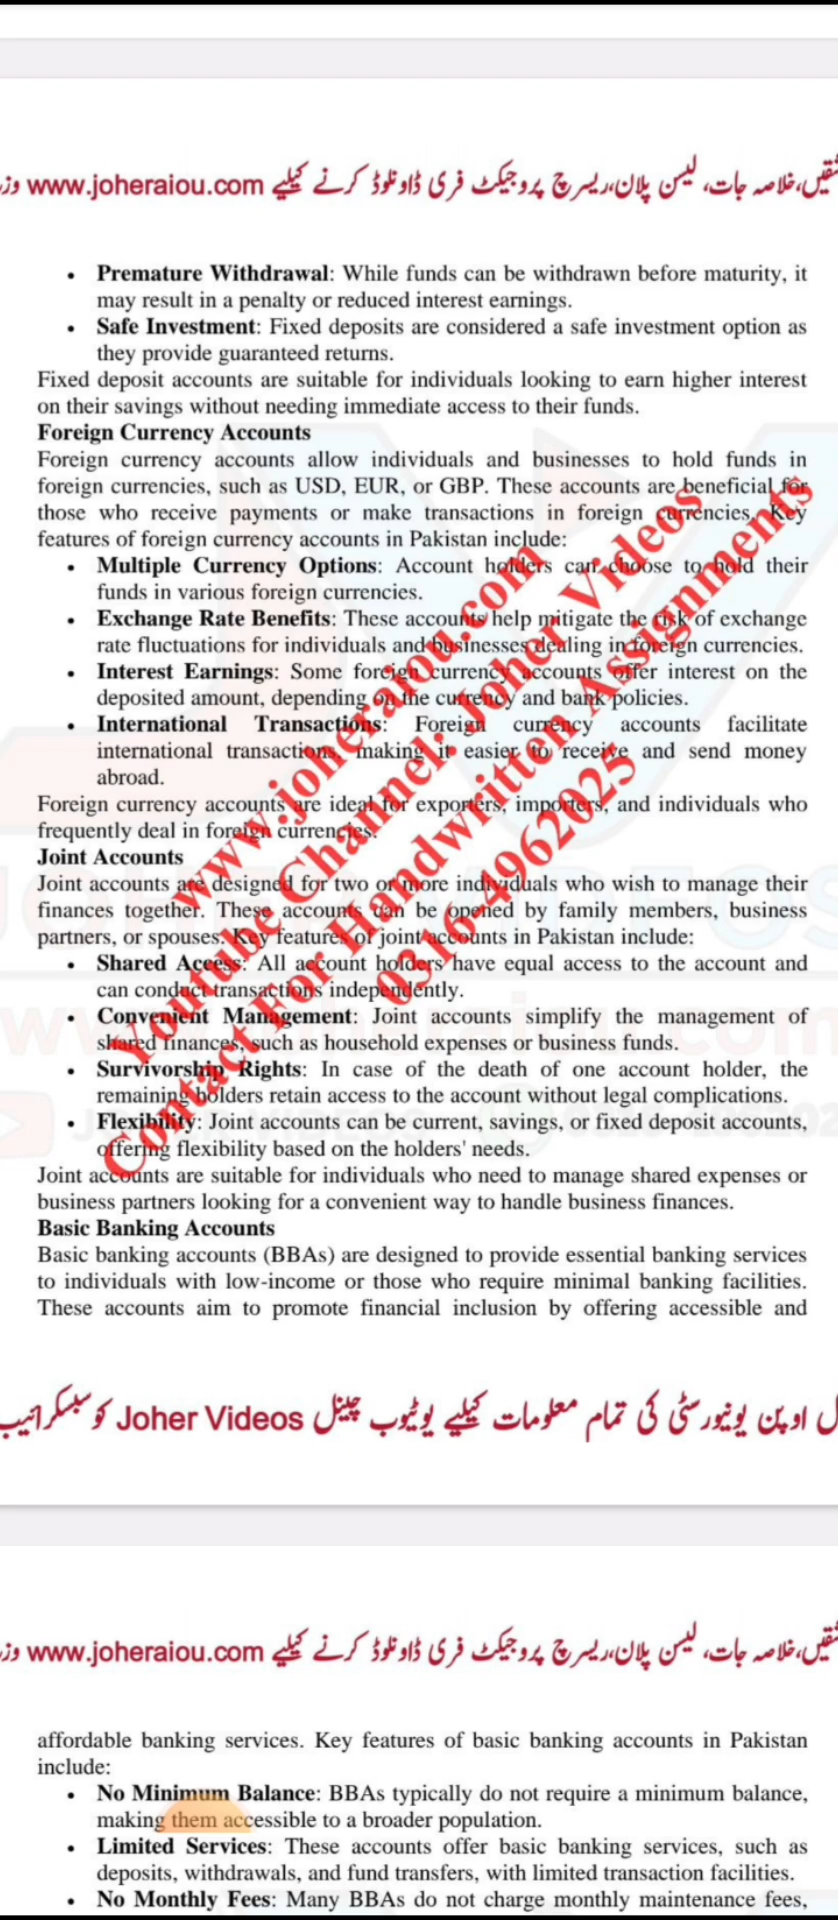 www.joheraiou.com خلاصہ جات، لیسن پلان، ریسرچ پروجیکٹ فری ڈاونلوڈ کرنے کیلیے
• Premature Withdrawal: While funds can be withdrawn before maturity, it
may result in a penalty or reduced interest earnings.
• Safe Investment: Fixed deposits are considered a safe investment option as
they provide guaranteed returns.
Fixed deposit accounts are suitable for individuals looking to earn higher interest
on their savings without needing immediate access to their funds.
Foreign Currency Accounts
Foreign currency accounts allow individuals and businesses to hold funds in
foreign currencies, such as USD, EUR, or GBP. These accounts are beneficial for
those who receive payments or make transactions in foreign currencies. Key
features of foreign currency accounts in Pakistan include:
• Multiple Currency Options: Account holders can choose to hold their
funds in various foreign currencies.
• Exchange Rate Benefits: These accounts help mitigate the risk of exchange
rate fluctuations for individuals and businesses dealing in foreign currencies.
• Interest Earnings: Some foreign currency accounts offer interest on the
deposited amount, depending on the currency and bank policies.
• International Transactions: Foreign currency accounts facilitate
international transactions, making it easier to receive and send money
abroad.
Foreign currency accounts are ideal for exporters, importers, and individuals who
frequently deal in foreign currencies.
Joint Accounts
Joint accounts are designed for two or more individuals who wish to manage their
finances together. These accounts can be opened by family members, business
partners, or spouses. Key features of joint accounts in Pakistan include:
• Shared Access: All account holders have equal access to the account and
can conduct transactions independently.
• Convenient Management: Joint accounts simplify the management of
shared finances, such as household expenses or business funds.
• Survivorship Rights: In case of the death of one account holder, the
remaining holders retain access to the account without legal complications.
• Flexibility: Joint accounts can be current, savings, or fixed deposit accounts,
offering flexibility based on the holders' needs.
Joint accounts are suitable for individuals who need to manage shared expenses or
business partners looking for a convenient way to handle business finances.
Basic Banking Accounts
Basic banking accounts (BBAs) are designed to provide essential banking services
to individuals with low-income or those who require minimal banking facilities.
These accounts aim to promote financial inclusion by offering accessible and
www.joheraiou.com
Youtube Channel: Joher Videos
Contact For Handwritten Assignments
0316-4962025
اوپن یونیورسٹی کی تمام معلومات کیلیے یوٹیوب چینل Joher Videos کو سبسکرائیب
www.joheraiou.com خلاصہ جات، لیسن پلان، ریسرچ پروجیکٹ فری ڈاونلوڈ کرنے کیلیے
affordable banking services. Key features of basic banking accounts in Pakistan
include:
• No Minimum Balance: BBAs typically do not require a minimum balance,
making them accessible to a broader population.
• Limited Services: These accounts offer basic banking services, such as
deposits, withdrawals, and fund transfers, with limited transaction facilities.
• No Monthly Fees: Many BBAs do not charge monthly maintenance fees,